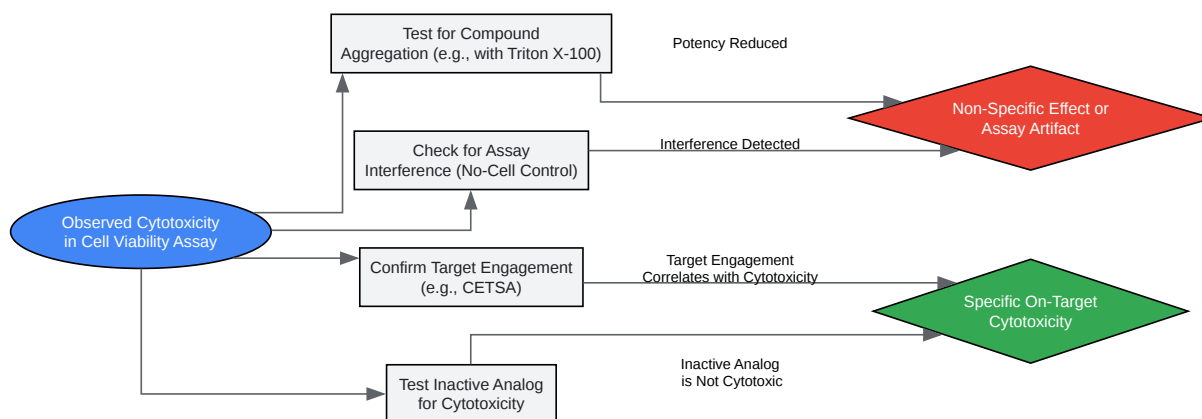 Test for Compound
Aggregation (e.g., with Triton X-100)
Potency Reduced
Non-Specific Effect or
Assay Artifact
Check for Assay
Interference (No-Cell Control)
Interference Detected
Observed Cytotoxicity
in Cell Viability Assay
Confirm Target Engagement
(e.g., CETSA)
Target Engagement
Correlates with Cytotoxicity
Specific On-Target
Cytotoxicity
Test Inactive Analog
for Cytotoxicity
Inactive Analog
is Not Cytotoxic